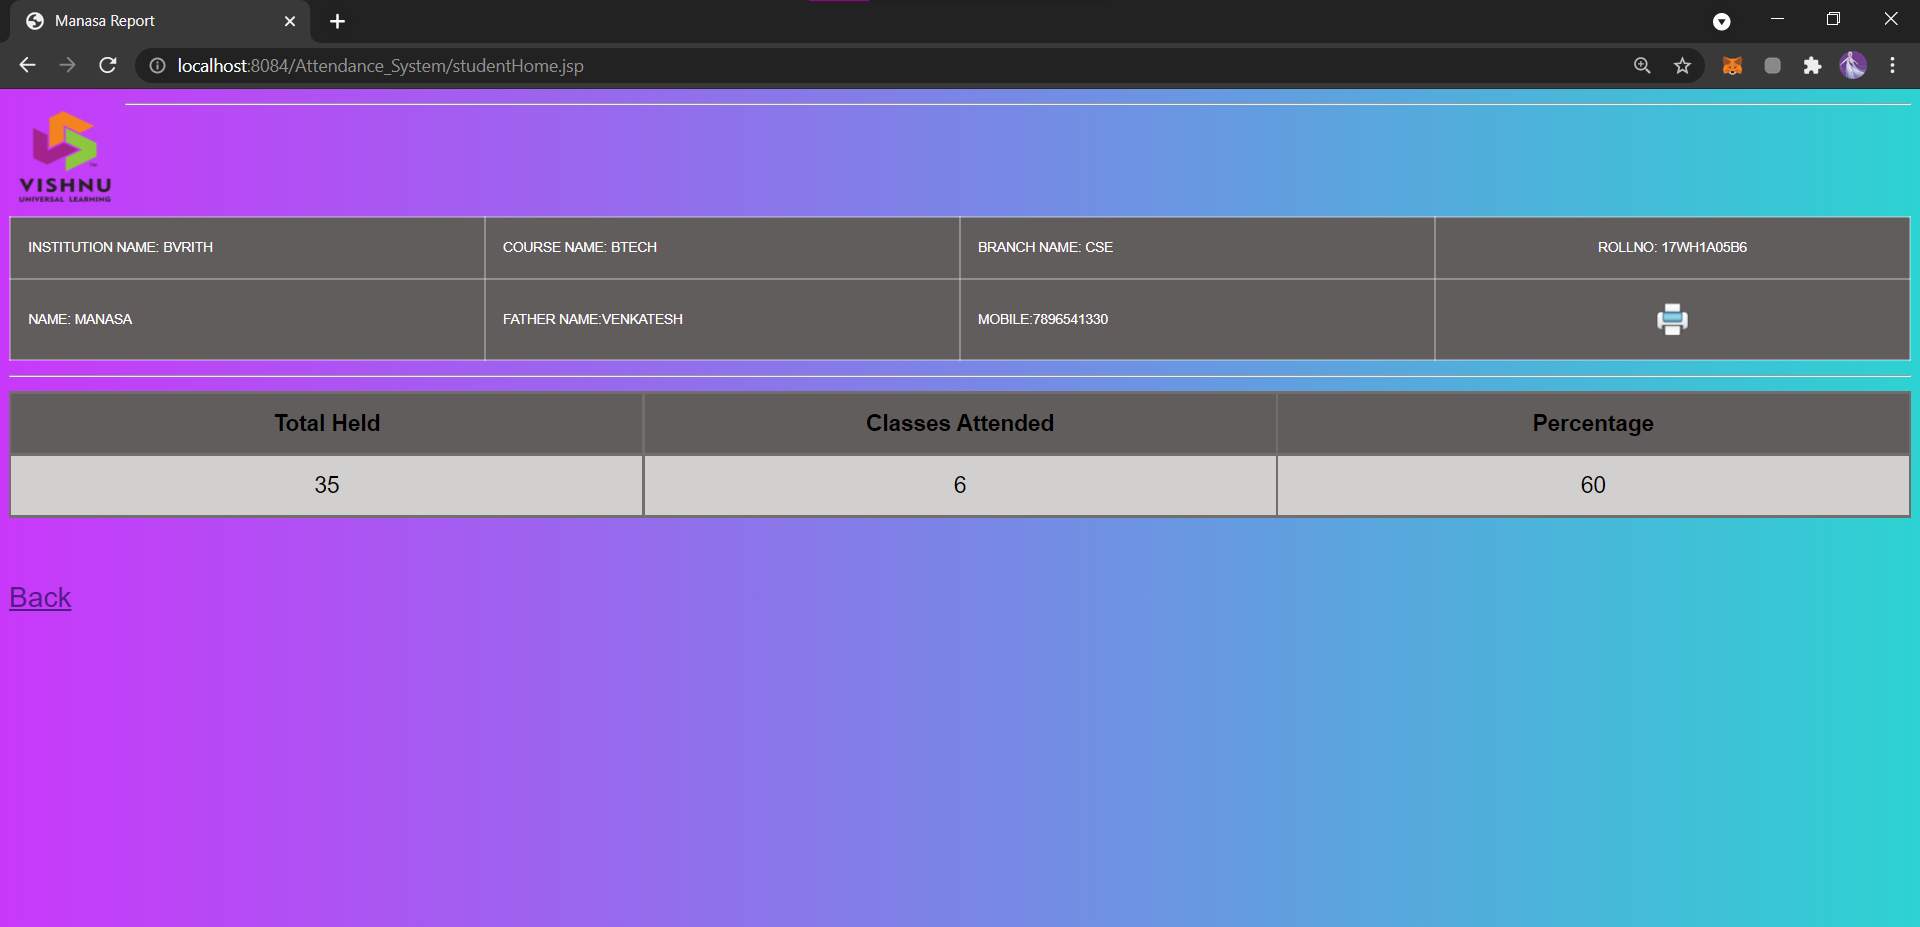 Manasa Report
localhost:8084/Attendance_System/studentHome.jsp
VISHNU
UNIVERSAL LEARNING
INSTITUTION NAME: BVRITH COURSE NAME: BTECH BRANCH NAME: CSE ROLLNO: 17WH1A05B6
NAME: MANASA FATHER NAME:VENKATESH MOBILE:7896541330
Total Held Classes Attended Percentage
35 6 60
Back